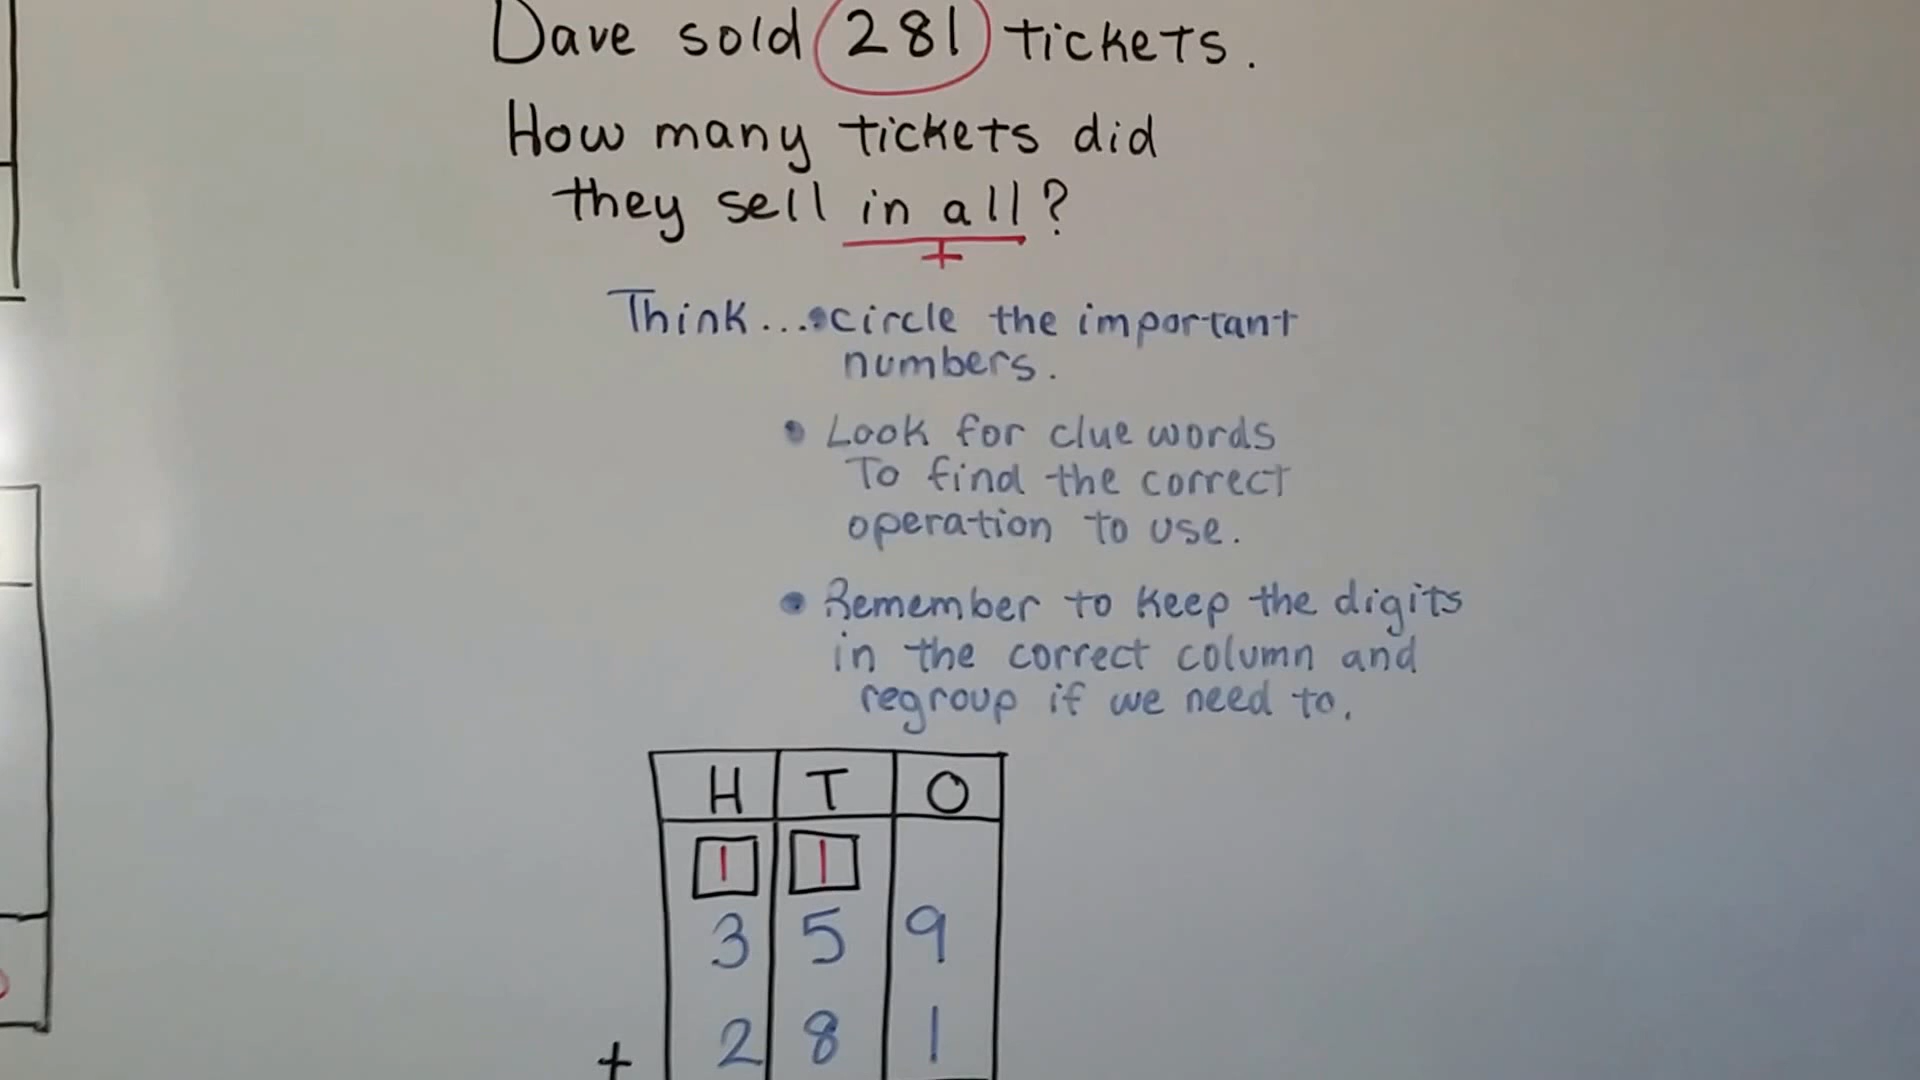 Dave sold 281 tickets.
How many tickets did
they sell in all?
+
Think... • circle the important
numbers.
• Look for clue words
To find the correct
operation to use.
• Remember to keep the digits
in the correct column and
regroup if we need to.
H T O
1 1
3 5 9
+ 2 8 1